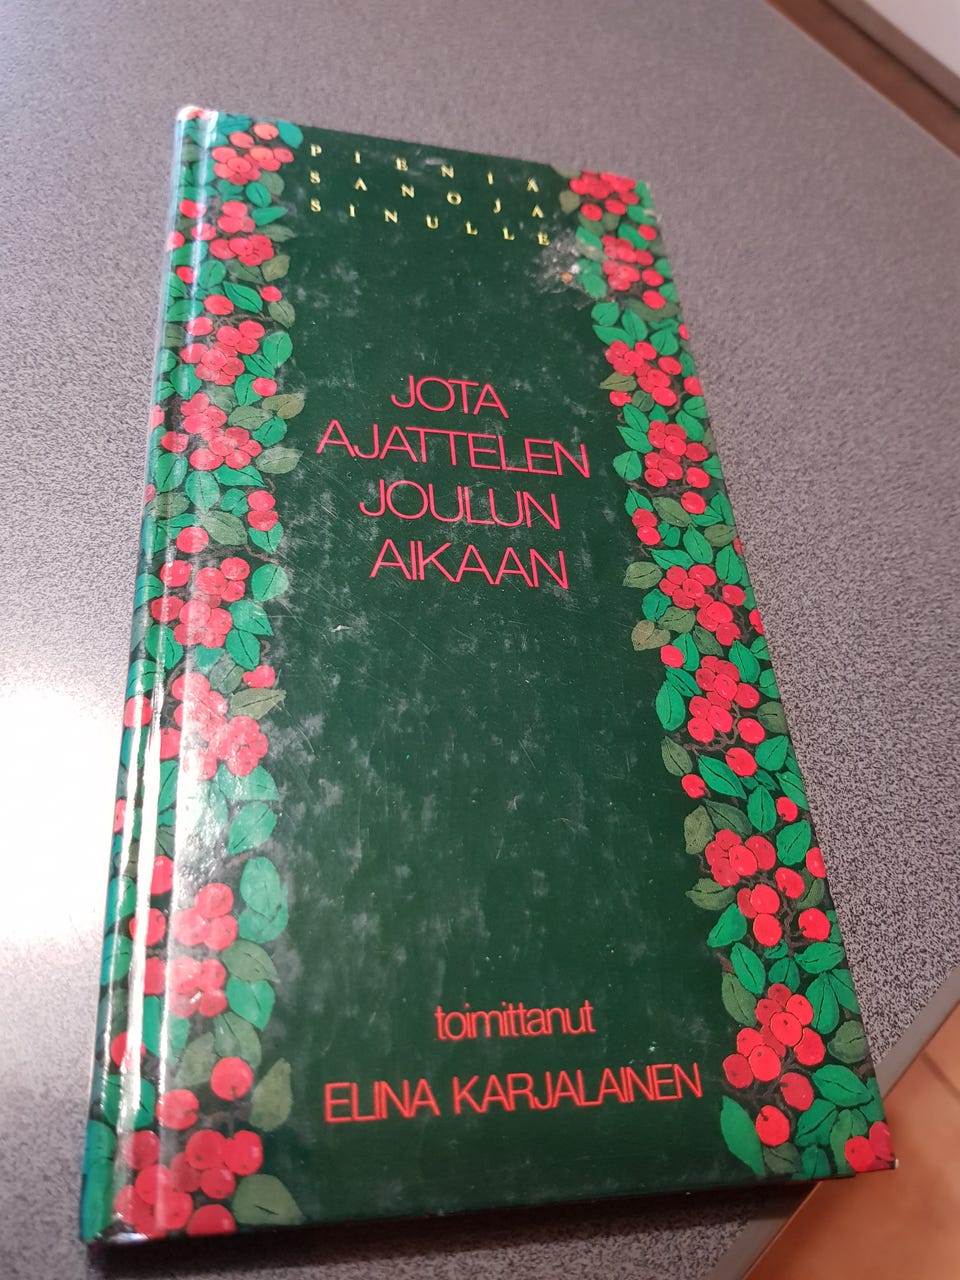 PIENIÄ
SANOJA
SINULLE
JOTA
AJATTELEN
JOULUN
AIKAAN
toimittanut
ELINA KARJALAINEN